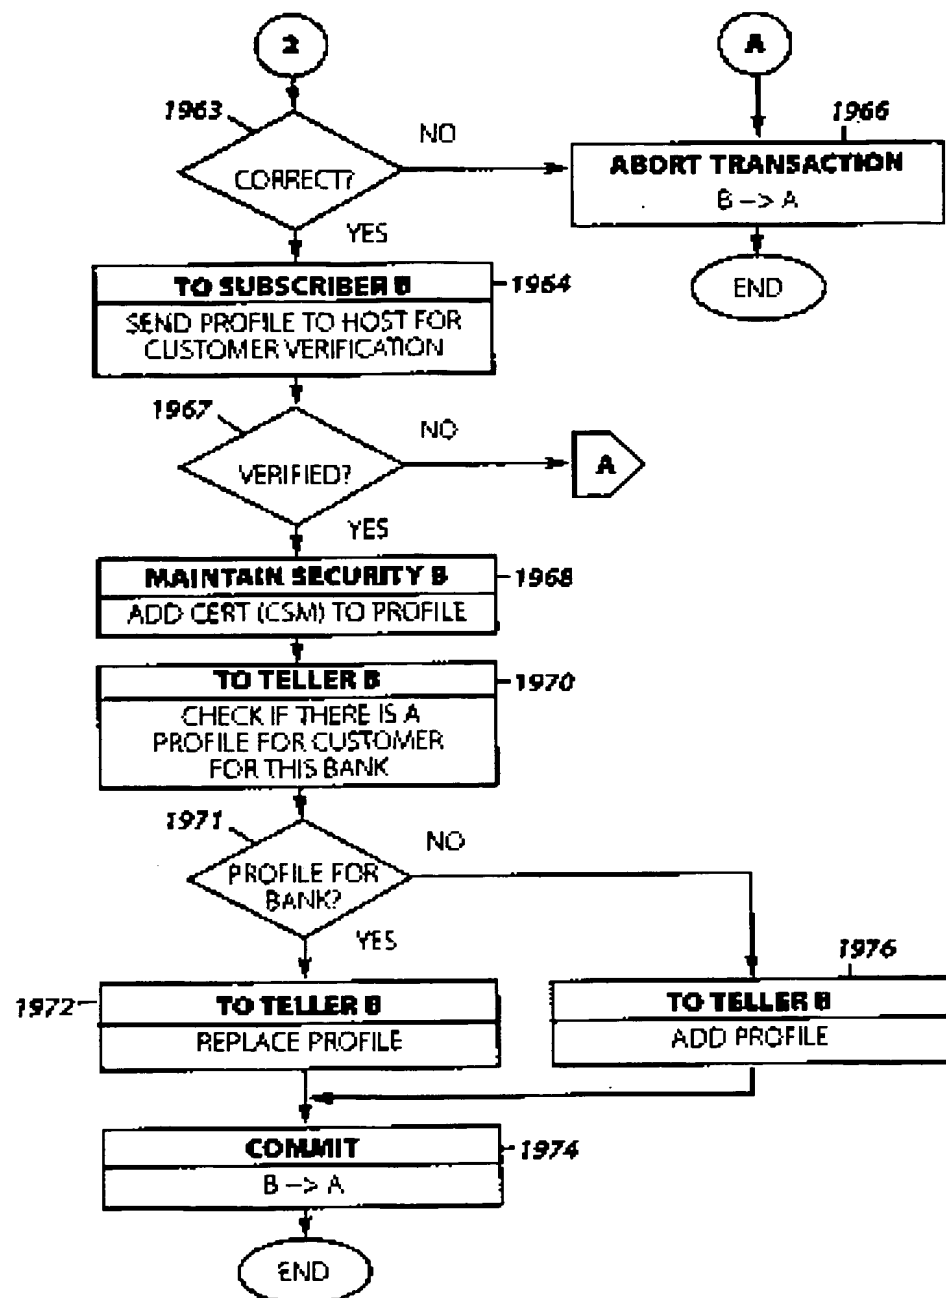 2
A
1963
NO
1966
CORRECT?
ABORT TRANSACTION
B --> A
YES
END
TO SUBSCRIBER B
1964
SEND PROFILE TO HOST FOR
CUSTOMER VERIFICATION
1967
NO
VERIFIED?
A
YES
MAINTAIN SECURITY B
1968
ADD CERT (CSM) TO PROFILE
TO TELLER B
1970
CHECK IF THERE IS A
PROFILE FOR CUSTOMER
FOR THIS BANK
1971
NO
PROFILE FOR
BANK?
YES
1976
1972
TO TELLER B
REPLACE PROFILE
TO TELLER B
ADD PROFILE
COMMIT
1974
B --> A
END